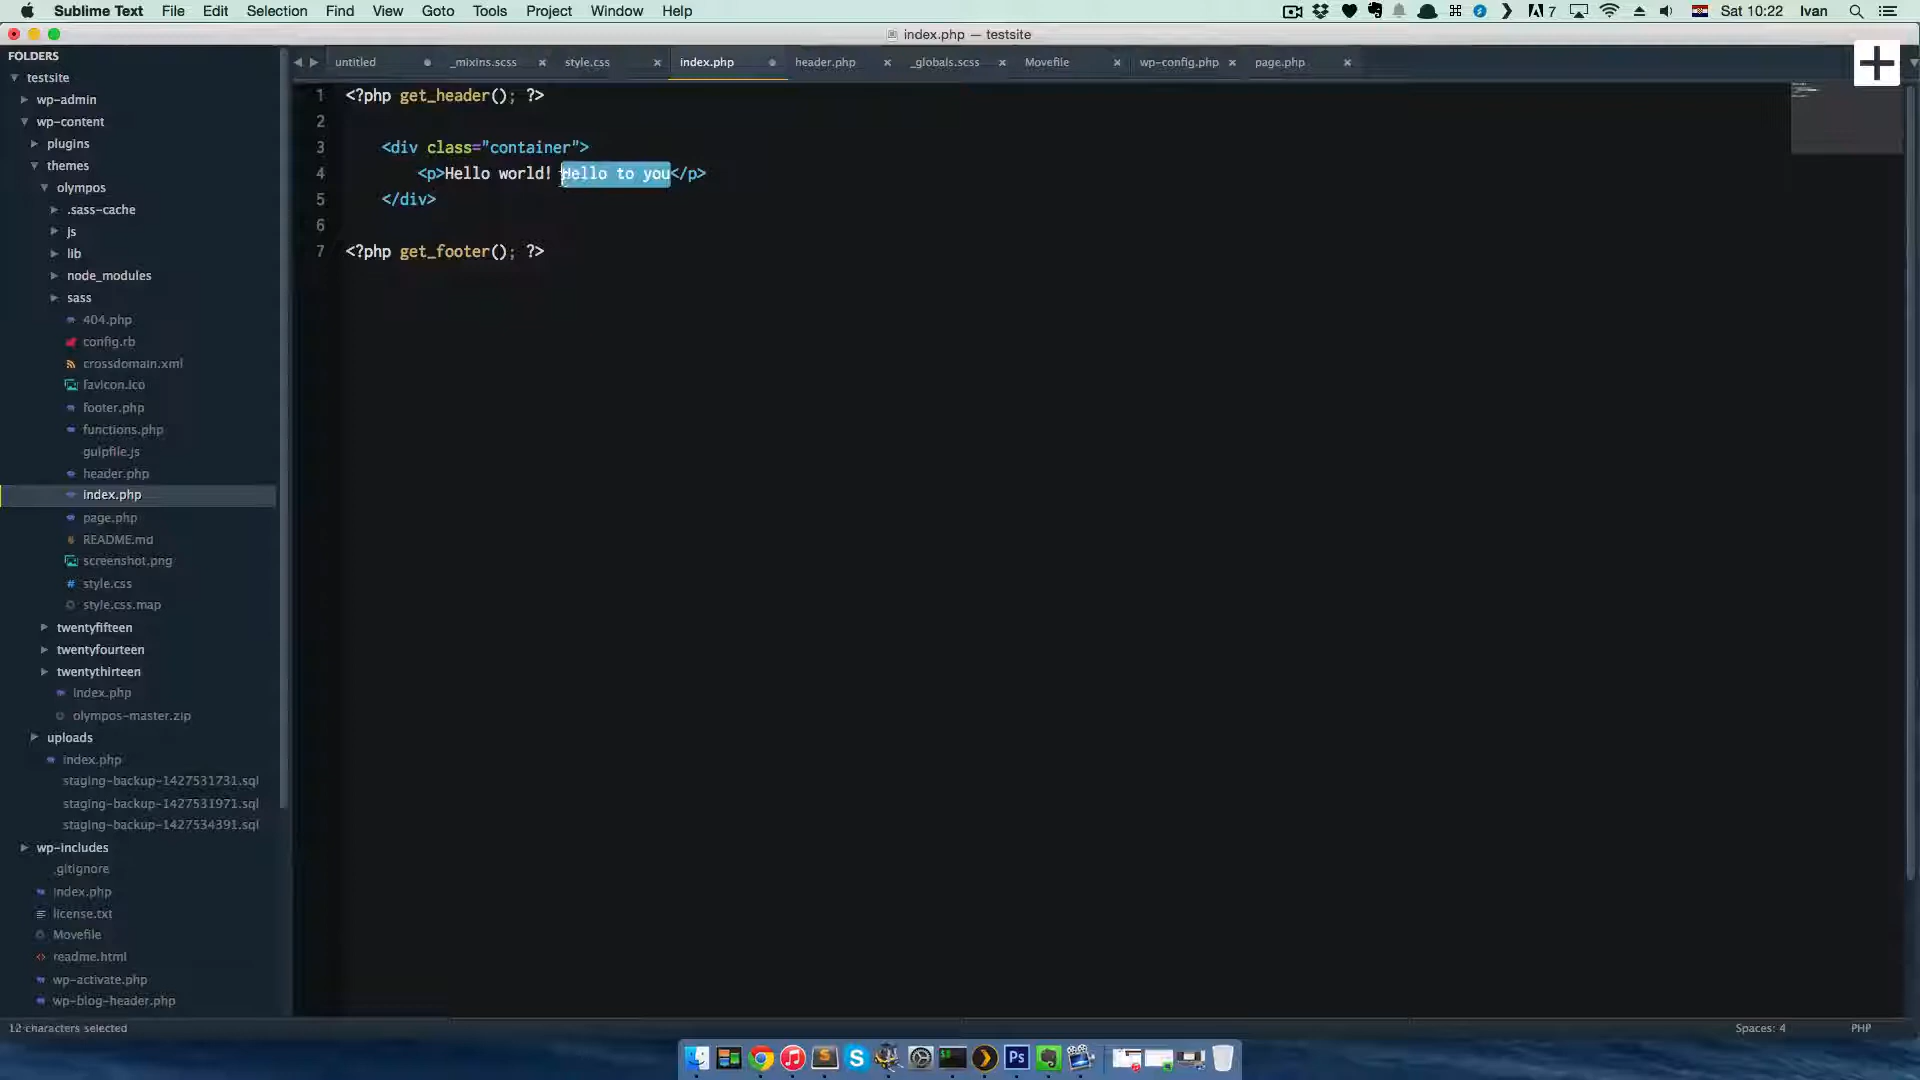 Sublime Text File Edit Selection Find View Goto Tools Project Window Help 7 Sat 10:22 Ivan
index.php — testsite
FOLDERS
testsite
wp-admin
wp-content
plugins
themes
olympos
.sass-cache
js
lib
node_modules
sass
404.php
config.rb
crossdomain.xml
favicon.ico
footer.php
functions.php
gulpfile.js
header.php
index.php
page.php
README.md
screenshot.png
style.css
style.css.map
twentyfifteen
twentyfourteen
twentythirteen
index.php
olympos-master.zip
uploads
index.php
staging-backup-1427531731.sql
staging-backup-1427531971.sql
staging-backup-1427534391.sql
wp-includes
.gitignore
index.php
license.txt
Movefile
readme.html
wp-activate.php
wp-blog-header.php
untitled _mixins.scss style.css index.php header.php _globals.scss Movefile wp-config.php page.php
1 <?php get_header(); ?>
2
3 <div class="container">
4 <p>Hello world! Hello to you</p>
5 </div>
6
7 <?php get_footer(); ?>
12 characters selected Spaces: 4 PHP